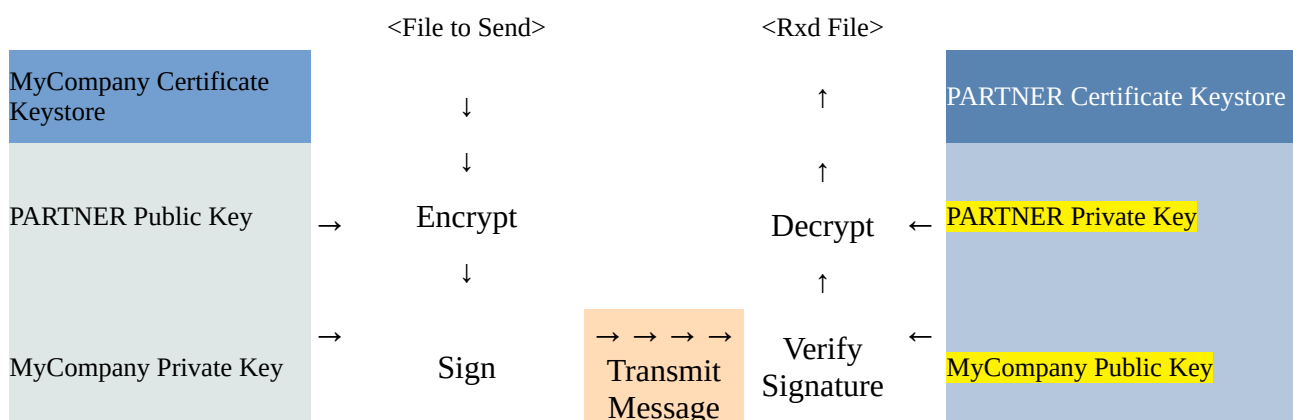 <File to Send>
<Rxd File>
MyCompany Certificate
Keystore
↓
↑
PARTNER Certificate Keystore
↓
↑
PARTNER Public Key
→
Encrypt
Decrypt
←
PARTNER Private Key
↓
↑
MyCompany Private Key
→
Sign
→ → → →
Transmit
Message
Verify
Signature
←
MyCompany Public Key